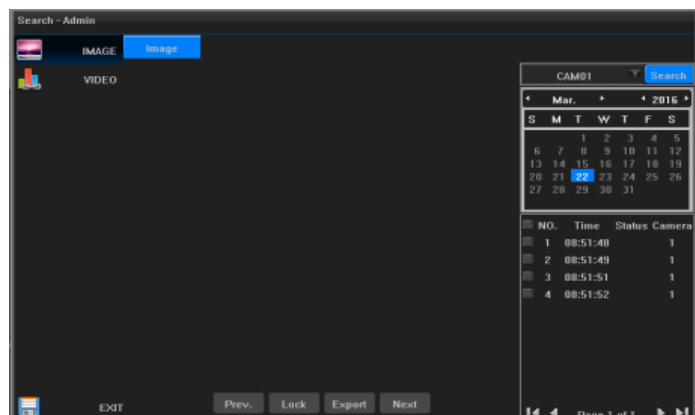 Search - Admin
IMAGE
Image
VIDEO
CAM01
Search
Mar.
2016
S M T W T F S
1 2 3 4 5
6 7 8 9 10 11 12
13 14 15 16 17 18 19
20 21 22 23 24 25 26
27 28 29 30 31
NO. Time Status Camera
1 08:51:48 1
2 08:51:49 1
3 08:51:51 1
4 08:51:52 1
EXIT
Prev. Lock Export Next
Page 1 of 1